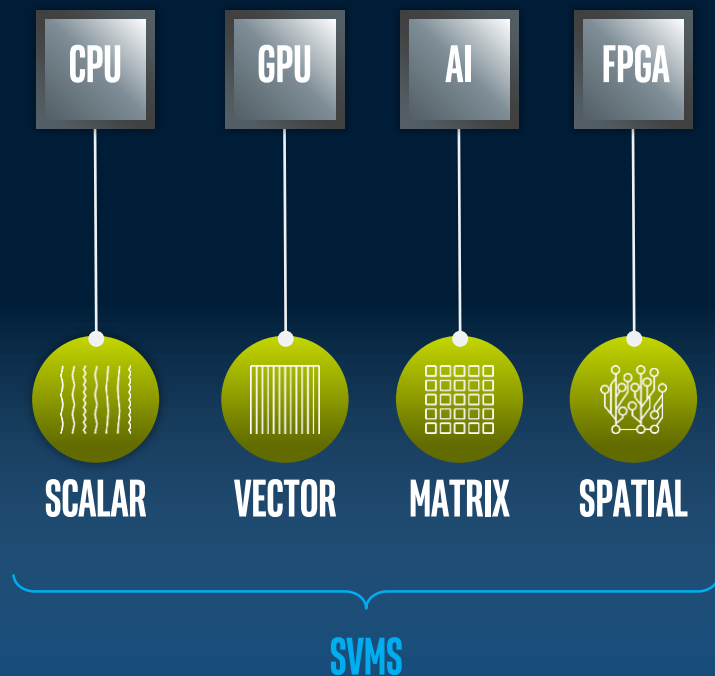 CPU GPU AI FPGA
SCALAR VECTOR MATRIX SPATIAL
SVMS